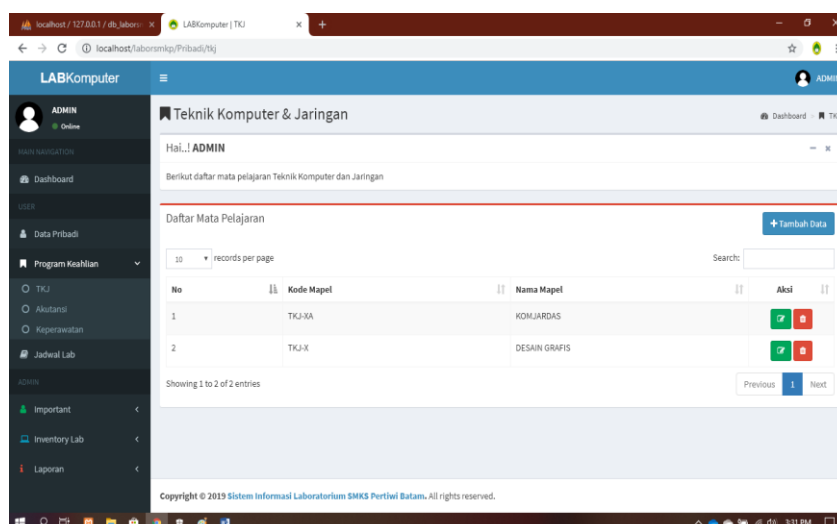 localhost / 127.0.0.1 / db_labors
LABKomputer | TKJ
localhost/laborsmkp/Pribadi/tkj
LABKomputer
ADMIN
ADMIN
Online
Teknik Komputer & Jaringan
Dashboard > TK
MAIN NAVIGATION
Dashboard
USER
Data Pribadi
Program Keahlian
TKJ
Akutansi
Keperawatan
Jadwal Lab
ADMIN
Important
Inventory Lab
Laporan
Hai..! ADMIN
Berikut daftar mata pelajaran Teknik Komputer dan Jaringan
Daftar Mata Pelajaran
+ Tambah Data
10 records per page
Search:
No Kode Mapel Nama Mapel Aksi
1 TKJ-XA KOMJARDAS
2 TKJ-X DESAIN GRAFIS
Showing 1 to 2 of 2 entries
Previous 1 Next
Copyright © 2019 Sistem Informasi Laboratorium SMKS Pertiwi Batam. All rights reserved.
3:31 PM